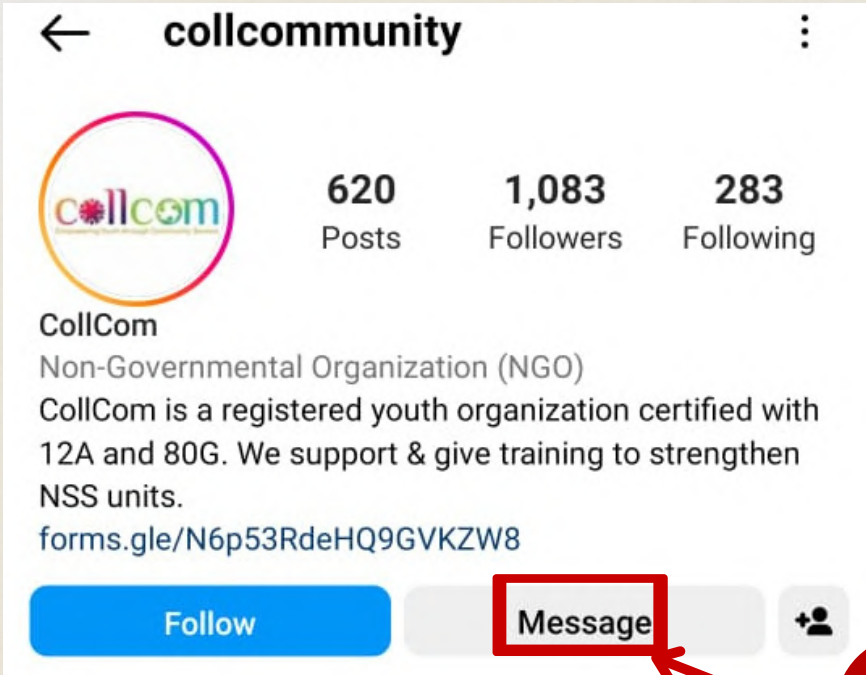 collcommunity
collcom
620 1,083 283
Posts Followers Following
CollCom
Non-Governmental Organization (NGO)
CollCom is a registered youth organization certified with
12A and 80G. We support & give training to strengthen
NSS units.
forms.gle/N6p53RdeHQ9GVKZW8
Follow Message